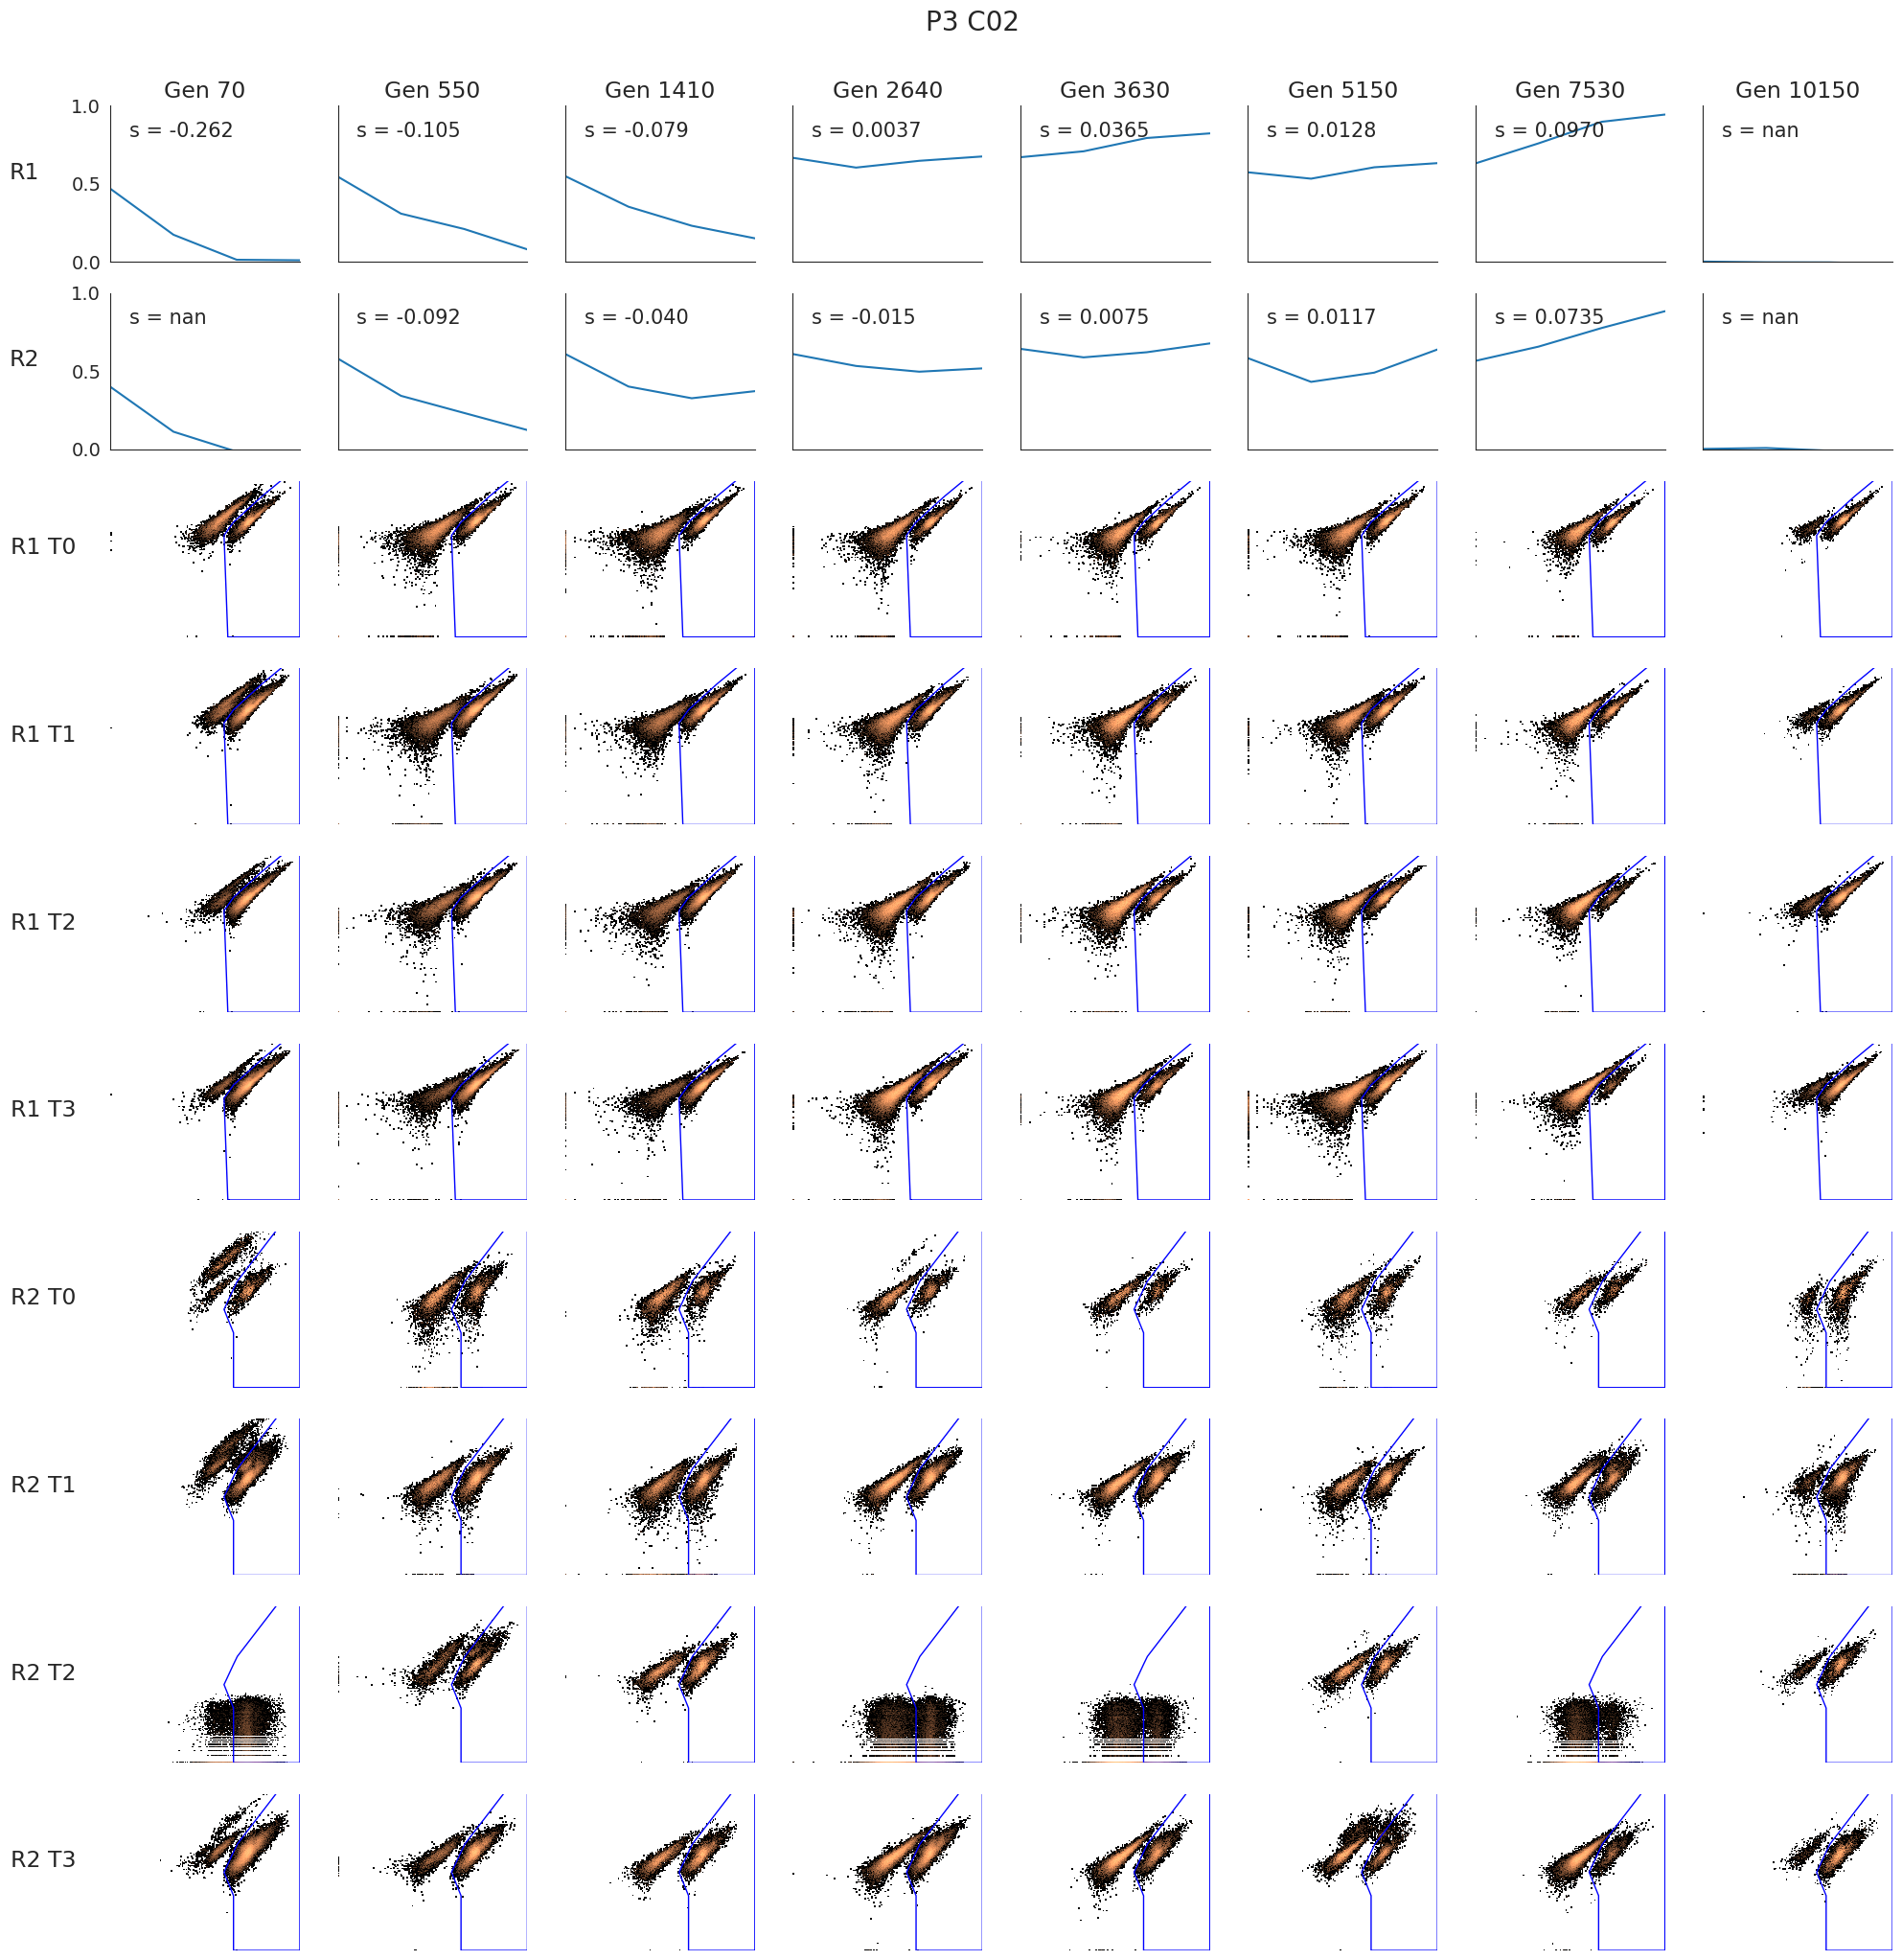 P3 C02
Gen 70 Gen 550 Gen 1410 Gen 2640 Gen 3630 Gen 5150 Gen 7530 Gen 10150
1.0
s = -0.262 s = -0.105 s = -0.079 s = 0.0037 s = 0.0365 s = 0.0128 s = 0.0970 s = nan
R1
0.5
0.0
1.0
s = nan s = -0.092 s = -0.040 s = -0.015 s = 0.0075 s = 0.0117 s = 0.0735 s = nan
R2
0.5
0.0
R1 T0
R1 T1
R1 T2
R1 T3
R2 T0
R2 T1
R2 T2
R2 T3